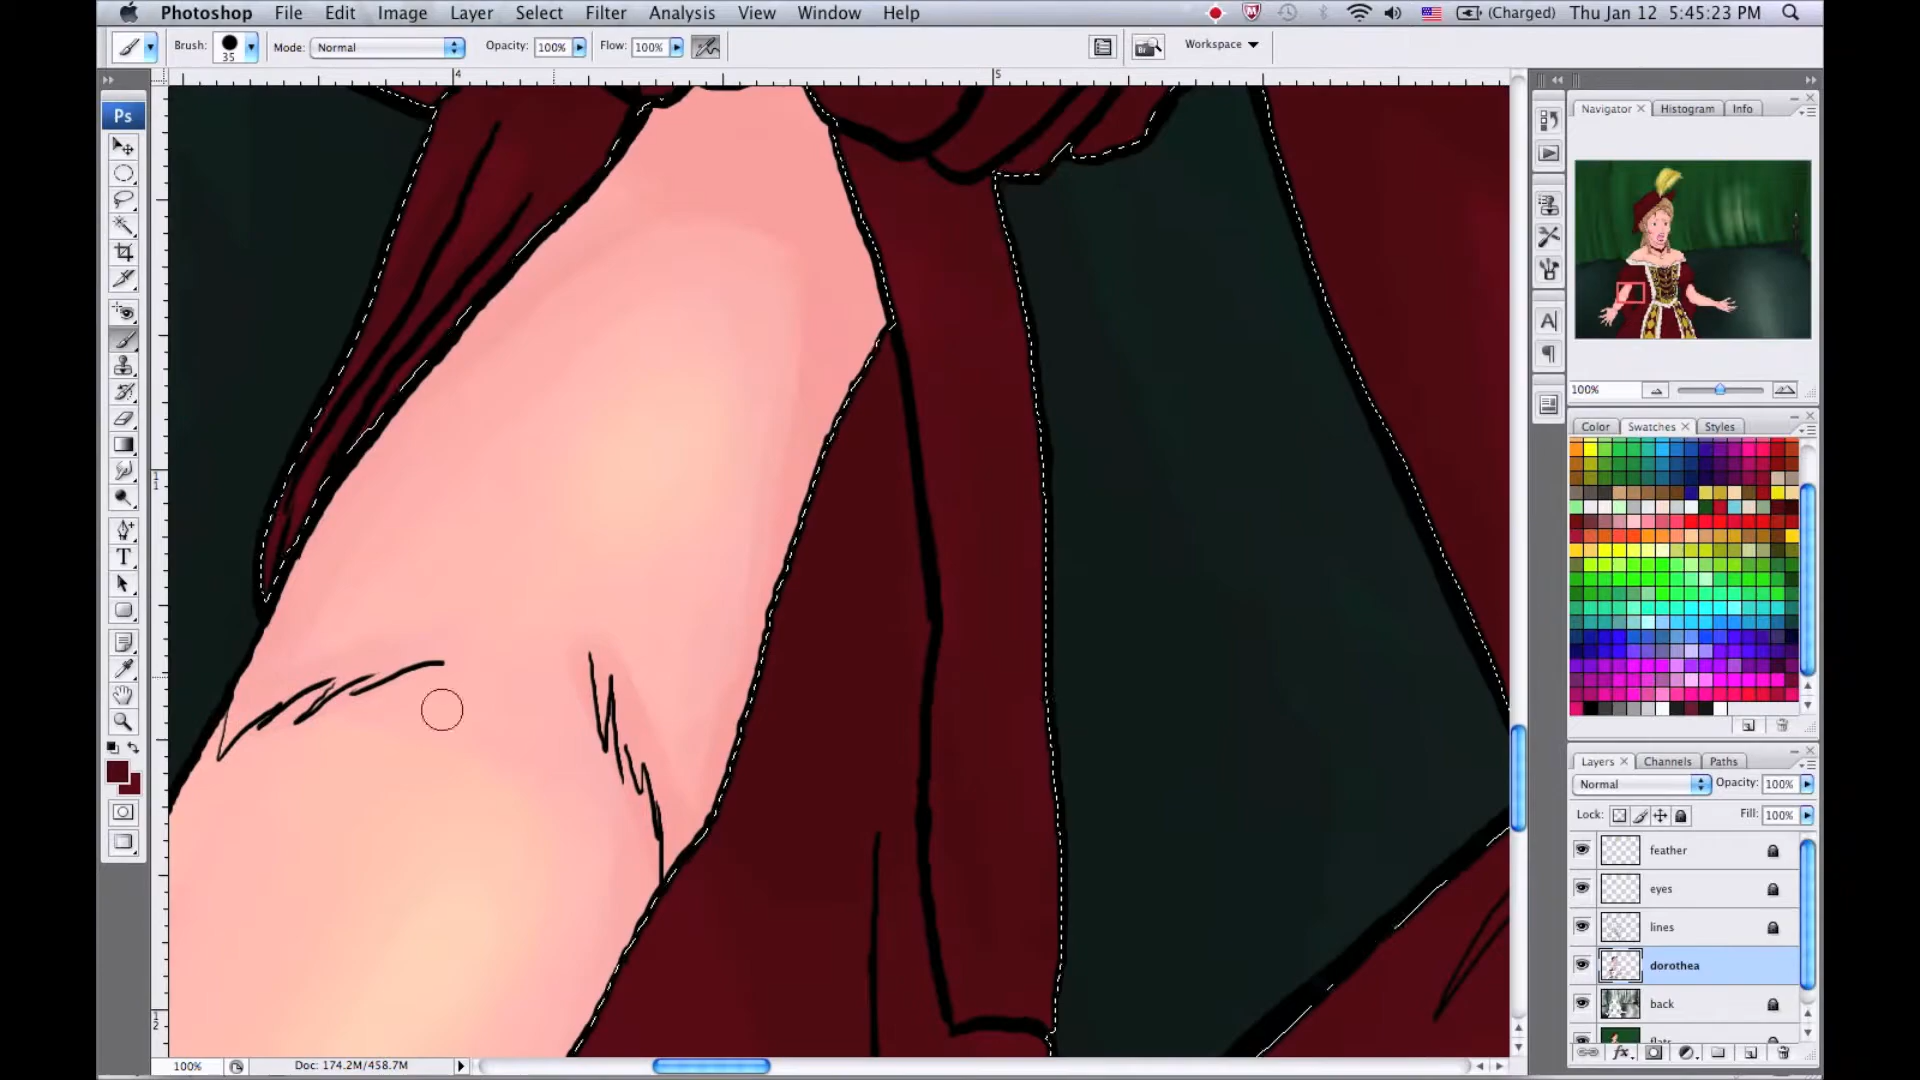 Photoshop File Edit Image Layer Select Filter Analysis View Window Help (Charged) Thu Jan 12 5:45:23 PM
Brush: 35 Mode: Normal Opacity: 100% Flow: 100% Workspace
4 5
Ps
Navigator Histogram Info
100%
Color Swatches Styles
Layers Channels Paths
Normal Opacity: 100%
Lock: Fill: 100%
feather
eyes
lines
dorothea
back
flats
11
12
100% Doc: 174.2M/458.7M